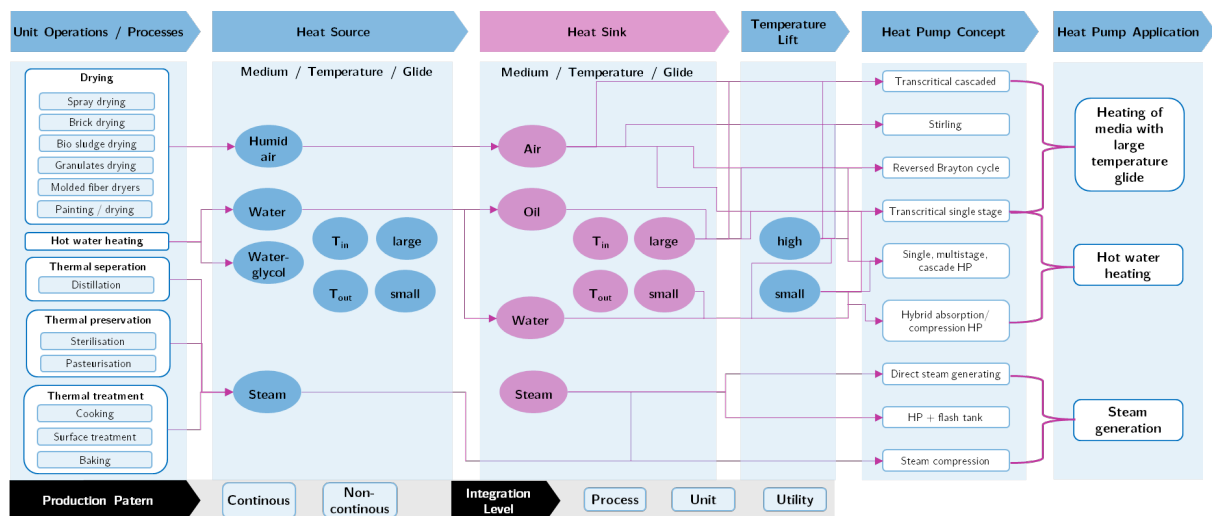 Unit Operations / Processes
Heat Source
Heat Sink
Temperature
Lift
Heat Pump Concept
Heat Pump Application
Drying
Spray drying
Brick drying
Bio sludge drying
Granulates drying
Molded fiber dryers
Painting / drying
Hot water heating
Thermal seperation
Distillation
Thermal preservation
Sterilisation
Pasteurisation
Thermal treatment
Cooking
Surface treatment
Baking
Medium / Temperature / Glide
Humid
air
Water
Water-
glycol
T_in
large
T_out
small
Steam
Medium / Temperature / Glide
Air
Oil
T_in
large
T_out
small
Water
Steam
high
small
Transcritical cascaded
Stirling
Reversed Brayton cycle
Transcritical single stage
Single, multistage,
cascade HP
Hybrid absorption/
compression HP
Direct steam generating
HP + flash tank
Steam compression
Heating of
media with
large
temperature
glide
Hot water
heating
Steam
generation
Production Patern
Continous
Non-
continous
Integration
Level
Process
Unit
Utility